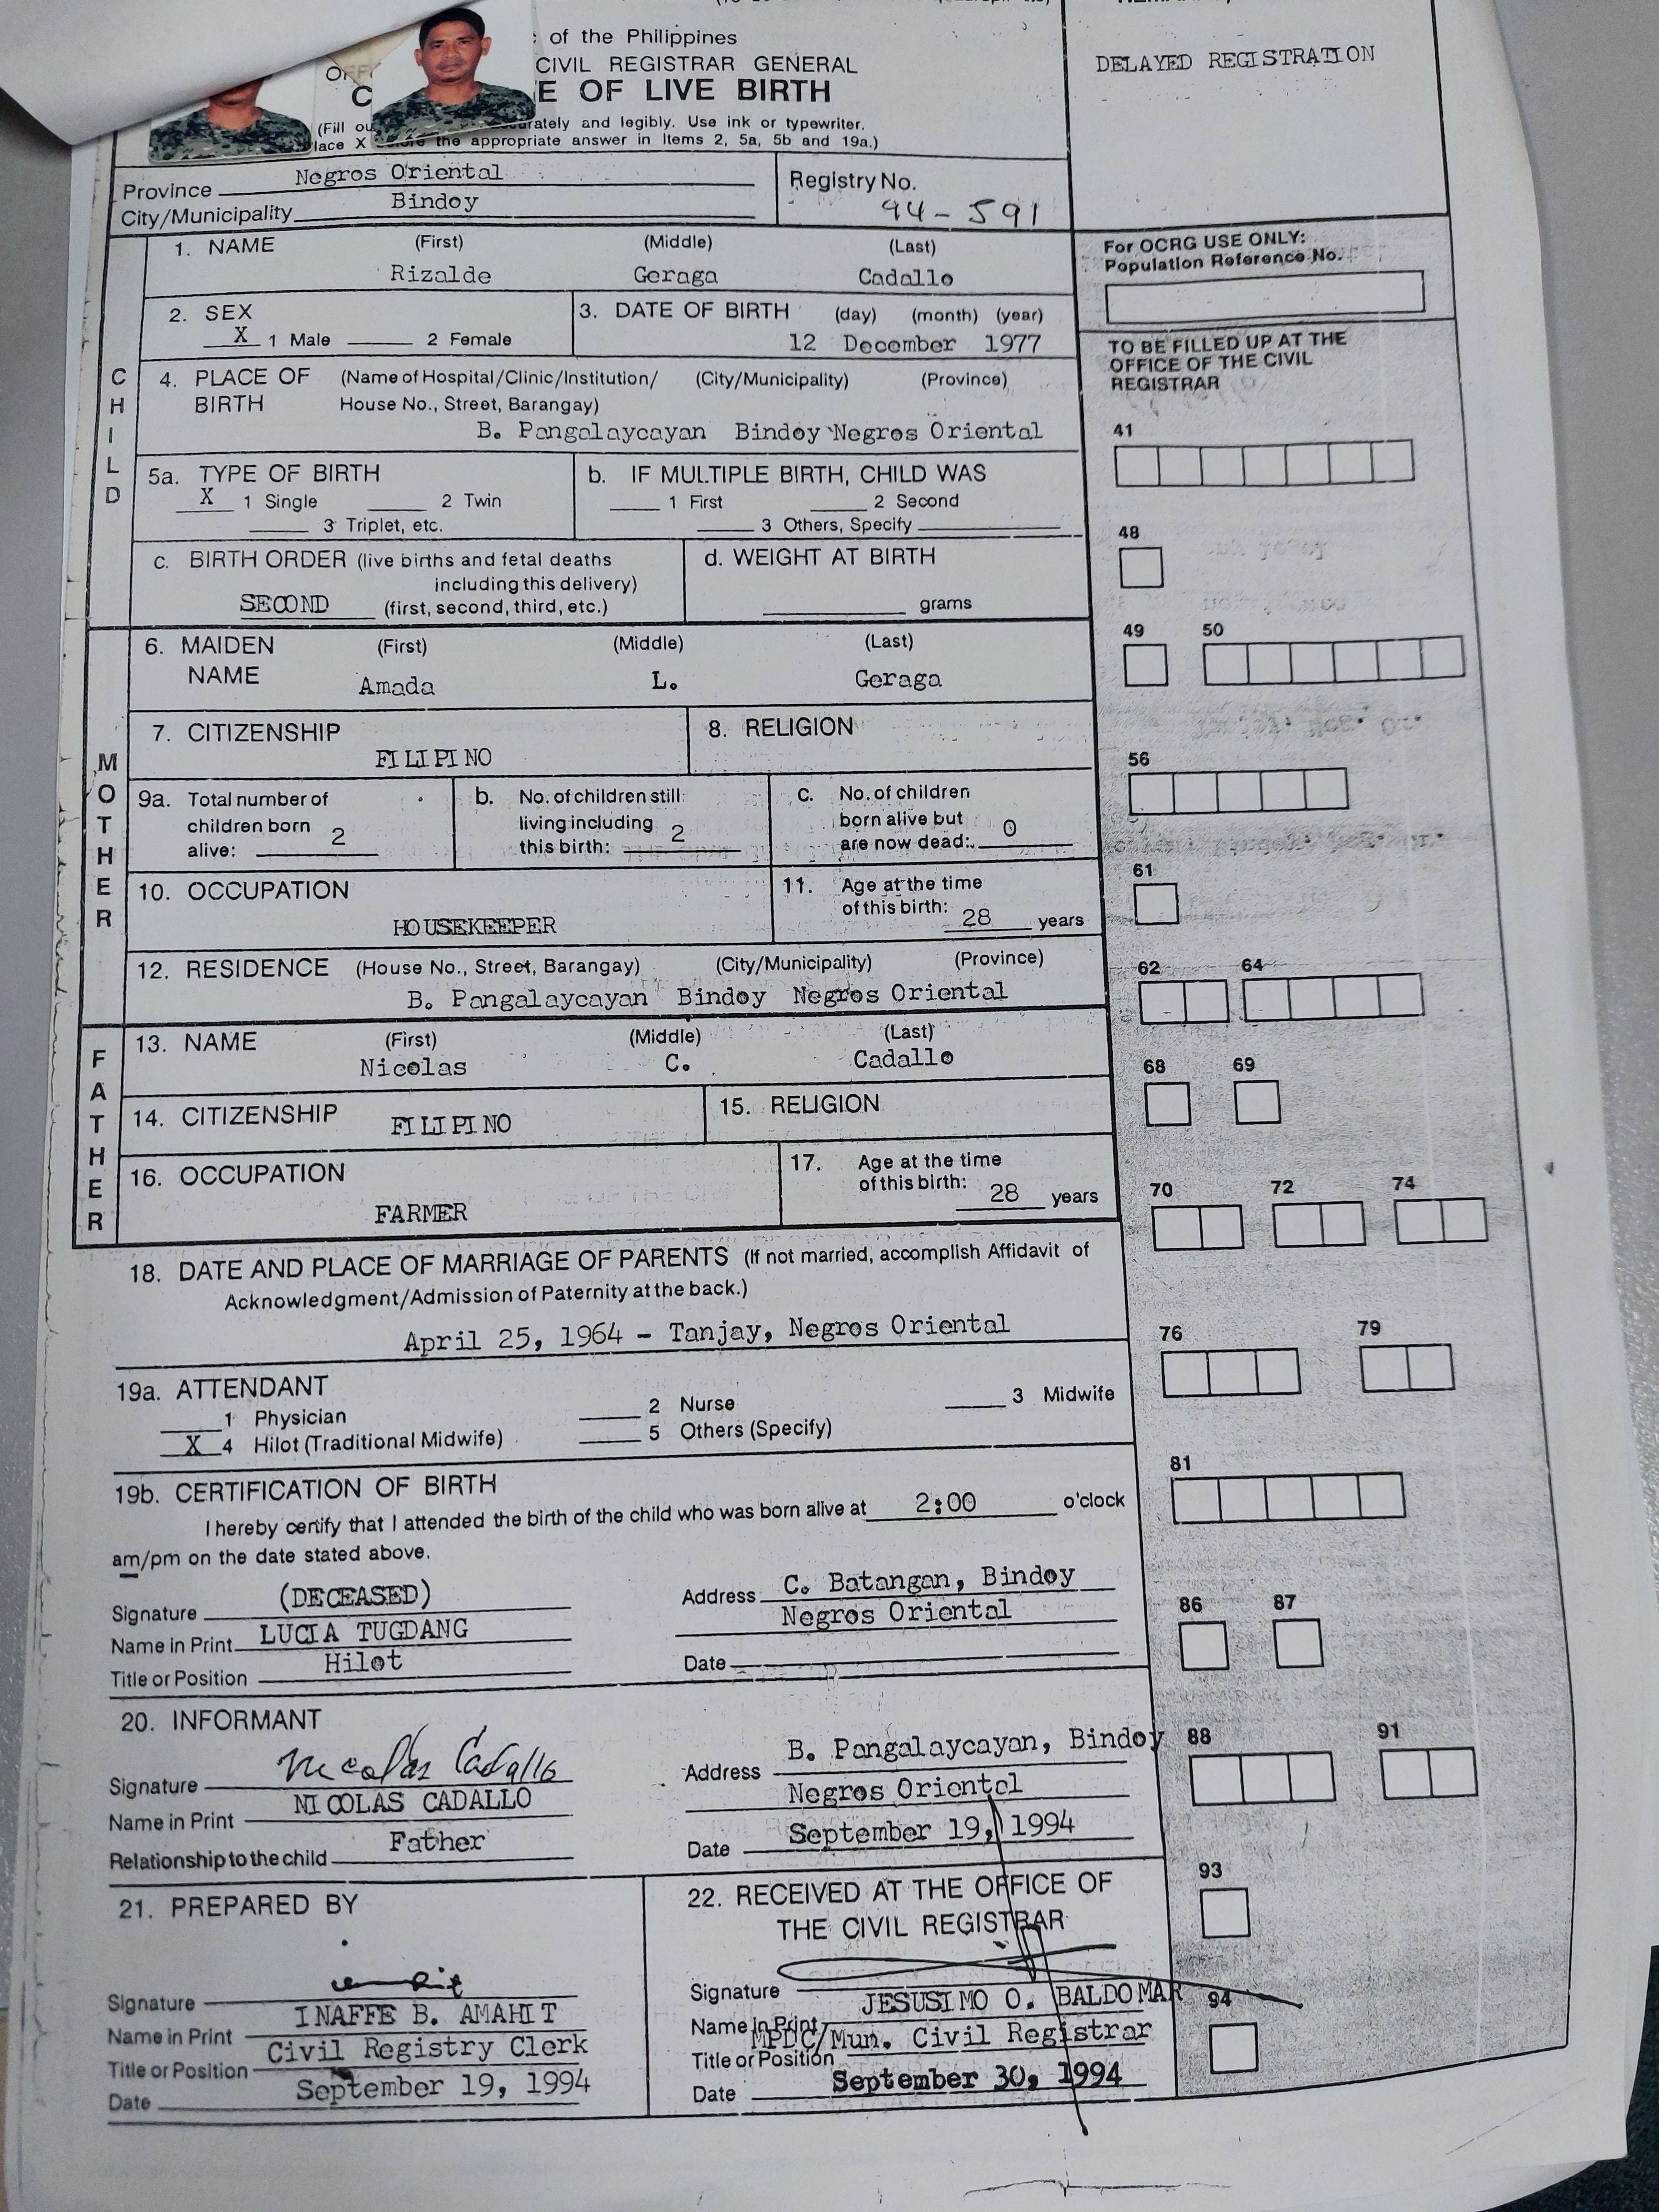 of the Philippines
CIVIL REGISTRAR GENERAL
E OF LIVE BIRTH
(Fill ou rately and legibly. Use ink or typewriter.
lace X the appropriate answer in Items 2, 5a, 5b and 19a.)
DELAYED REGISTRATION
Province Negros Oriental
City/Municipality Bindoy
Registry No. 94-591
1. NAME (First) (Middle) (Last)
Rizalde Geraga Cadallo
For OCRG USE ONLY:
Population Reference No.
2. SEX
X 1 Male 2 Female
3. DATE OF BIRTH (day) (month) (year)
12 December 1977
TO BE FILLED UP AT THE
OFFICE OF THE CIVIL
REGISTRAR
CHILD
4. PLACE OF BIRTH (Name of Hospital/Clinic/Institution/ (City/Municipality) (Province)
House No., Street, Barangay)
B. Pangalaycayan Bindoy Negros Oriental
41
5a. TYPE OF BIRTH
X 1 Single 2 Twin
3 Triplet, etc.
b. IF MULTIPLE BIRTH, CHILD WAS
1 First 2 Second
3 Others, Specify
48
c. BIRTH ORDER (live births and fetal deaths
including this delivery)
SECOND (first, second, third, etc.)
d. WEIGHT AT BIRTH
grams
49 50
MOTHER
6. MAIDEN NAME (First) (Middle) (Last)
Amada L. Geraga
7. CITIZENSHIP
FILIPINO
8. RELIGION
56
9a. Total number of
children born
alive: 2
b. No. of children still
living including
this birth: 2
c. No. of children
born alive but
are now dead: 0
61
10. OCCUPATION
HOUSEKEEPER
11. Age at the time
of this birth: 28 years
12. RESIDENCE (House No., Street, Barangay) (City/Municipality) (Province)
B. Pangalaycayan Bindoy Negros Oriental
62 64
FATHER
13. NAME (First) (Middle) (Last)
Nicolas C. Cadallo
68 69
14. CITIZENSHIP FILIPINO
15. RELIGION
16. OCCUPATION
FARMER
17. Age at the time
of this birth: 28 years
70 72 74
18. DATE AND PLACE OF MARRIAGE OF PARENTS (If not married, accomplish Affidavit of
Acknowledgment/Admission of Paternity at the back.)
April 25, 1964 - Tanjay, Negros Oriental
76 79
19a. ATTENDANT
1 Physician 2 Nurse 3 Midwife
X 4 Hilot (Traditional Midwife) 5 Others (Specify)
81
19b. CERTIFICATION OF BIRTH
I hereby certify that I attended the birth of the child who was born alive at 2:00 o'clock
am/pm on the date stated above.
Signature (DECEASED)
Name in Print LUCIA TUGDANG
Title or Position Hilot
Address C. Batangan, Bindoy
Negros Oriental
Date
86 87
20. INFORMANT
Signature Nicolas Cadallo
Name in Print NICOLAS CADALLO
Relationship to the child Father
Address B. Pangalaycayan, Bindoy
Negros Oriental
Date September 19, 1994
88 91
93
21. PREPARED BY
Signature
Name in Print INAFFE B. AMAHIT
Title or Position Civil Registry Clerk
Date September 19, 1994
22. RECEIVED AT THE OFFICE OF
THE CIVIL REGISTRAR
Signature
Name in Print JESUSIMO O. BALDOMAR
Title or Position MPDC/Mun. Civil Registrar
Date September 30, 1994
94